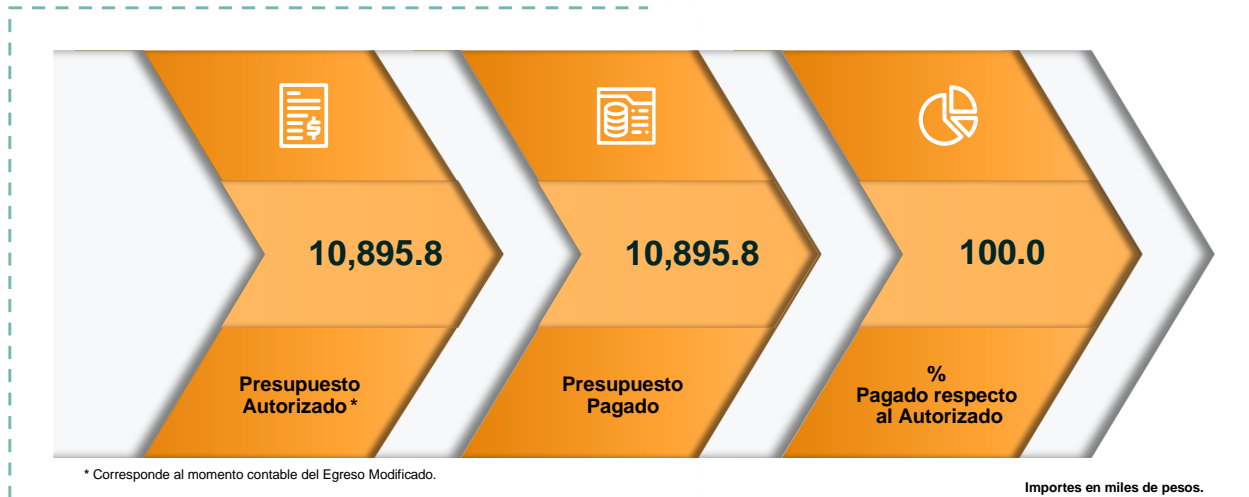 10,895.8
10,895.8
100.0
Presupuesto
Autorizado *
Presupuesto
Pagado
%
Pagado respecto
al Autorizado
* Corresponde al momento contable del Egreso Modificado.
Importes en miles de pesos.